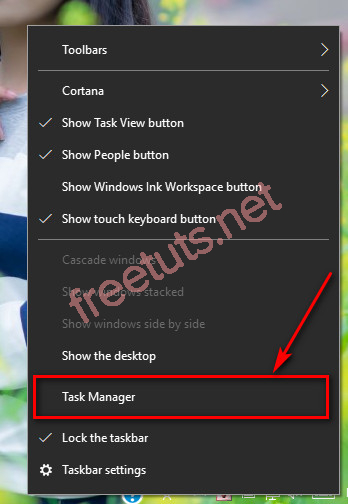 Toolbars
Cortana
Show Task View button
Show People button
Show Windows Ink Workspace button
Show touch keyboard button
Cascade windows
Show windows stacked
Show windows side by side
Show the desktop
Task Manager
Lock the taskbar
Taskbar settings
freetuts.net